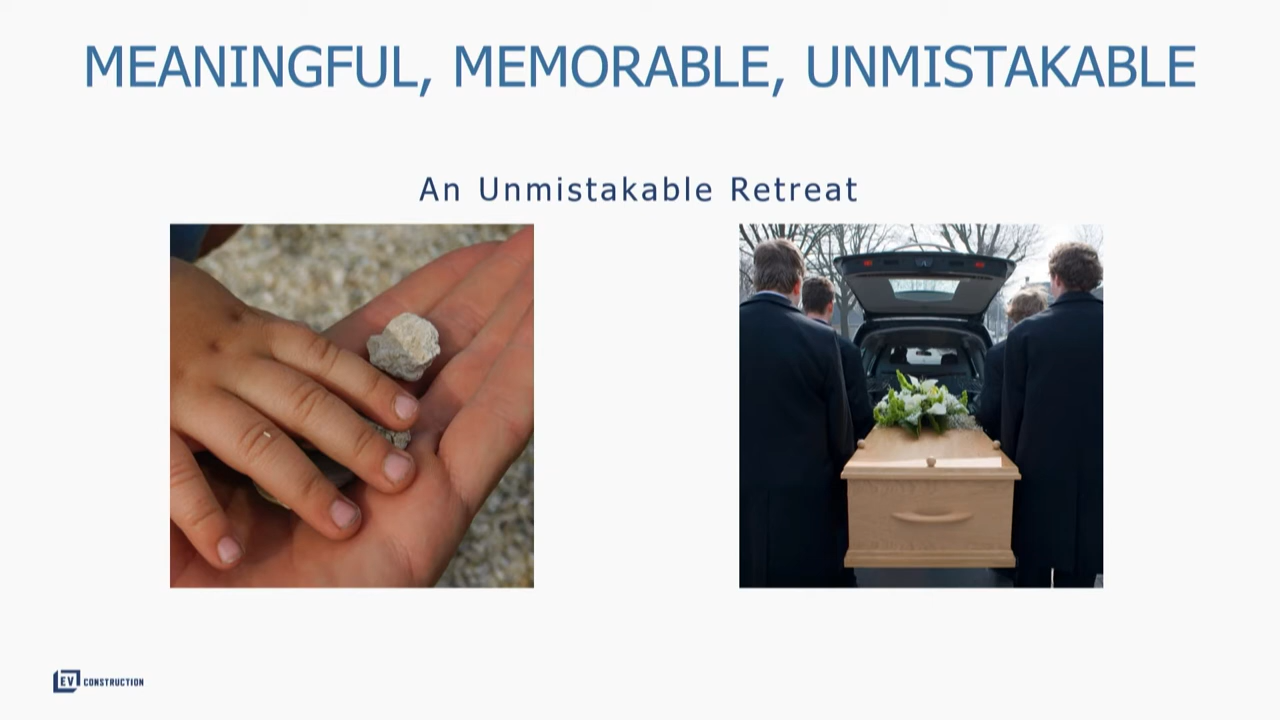 MEANINGFUL, MEMORABLE, UNMISTAKABLE
An Unmistakable Retreat
EV CONSTRUCTION